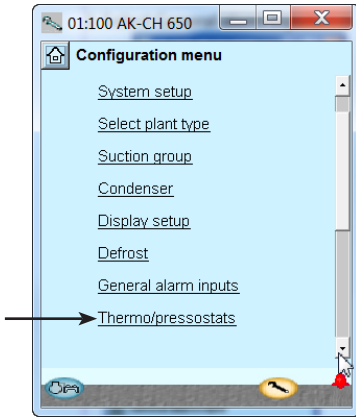 01:100 AK-CH 650
Configuration menu
System setup
Select plant type
Suction group
Condenser
Display setup
Defrost
General alarm inputs
Thermo/pressostats